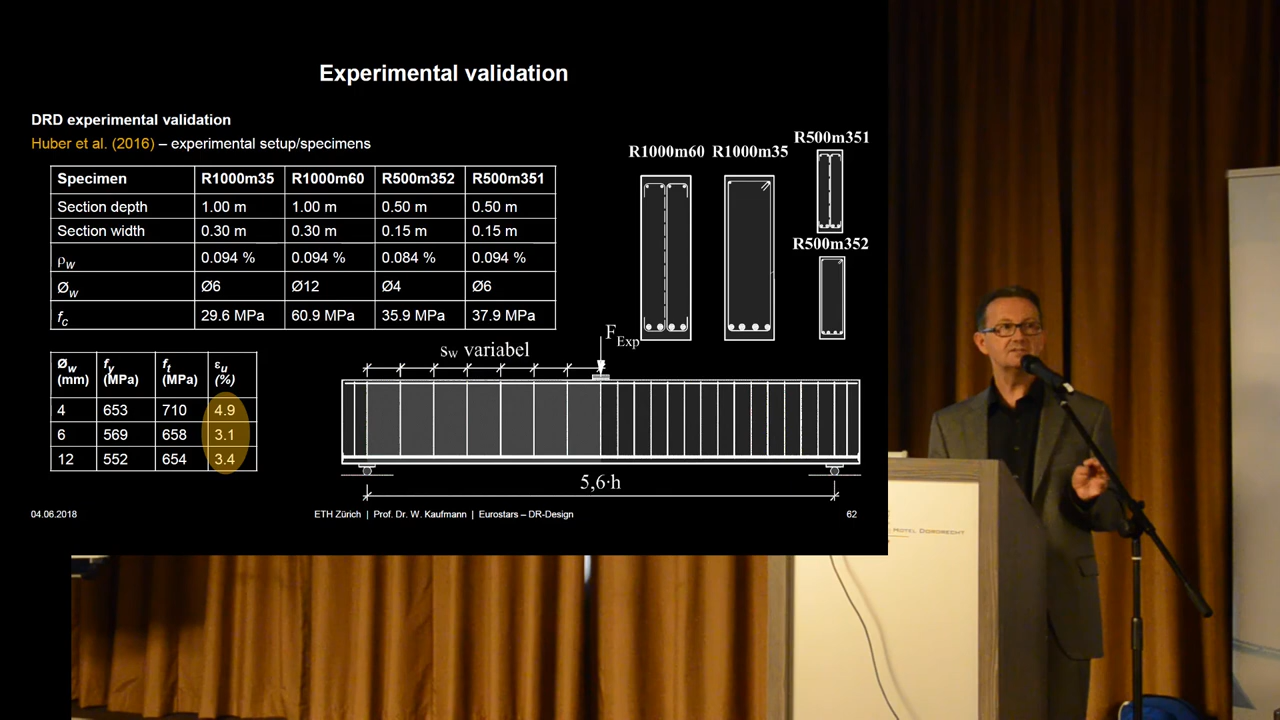 Experimental validation
DRD experimental validation
Huber et al. (2016) – experimental setup/specimens
Specimen R1000m35 R1000m60 R500m352 R500m351
Section depth 1.00 m 1.00 m 0.50 m 0.50 m
Section width 0.30 m 0.30 m 0.15 m 0.15 m
ρw 0.094 % 0.094 % 0.084 % 0.094 %
Øw Ø6 Ø12 Ø4 Ø6
fc 29.6 MPa 60.9 MPa 35.9 MPa 37.9 MPa
R1000m60 R1000m35
R500m351
R500m352
Øw (mm) fy (MPa) ft (MPa) εu (%)
4 653 710 4.9
6 569 658 3.1
12 552 654 3.4
sw variabel
FExp
5,6·h
04.06.2018
ETH Zürich | Prof. Dr. W. Kaufmann | Eurostars – DR-Design
62
HOTEL DORDRECHT